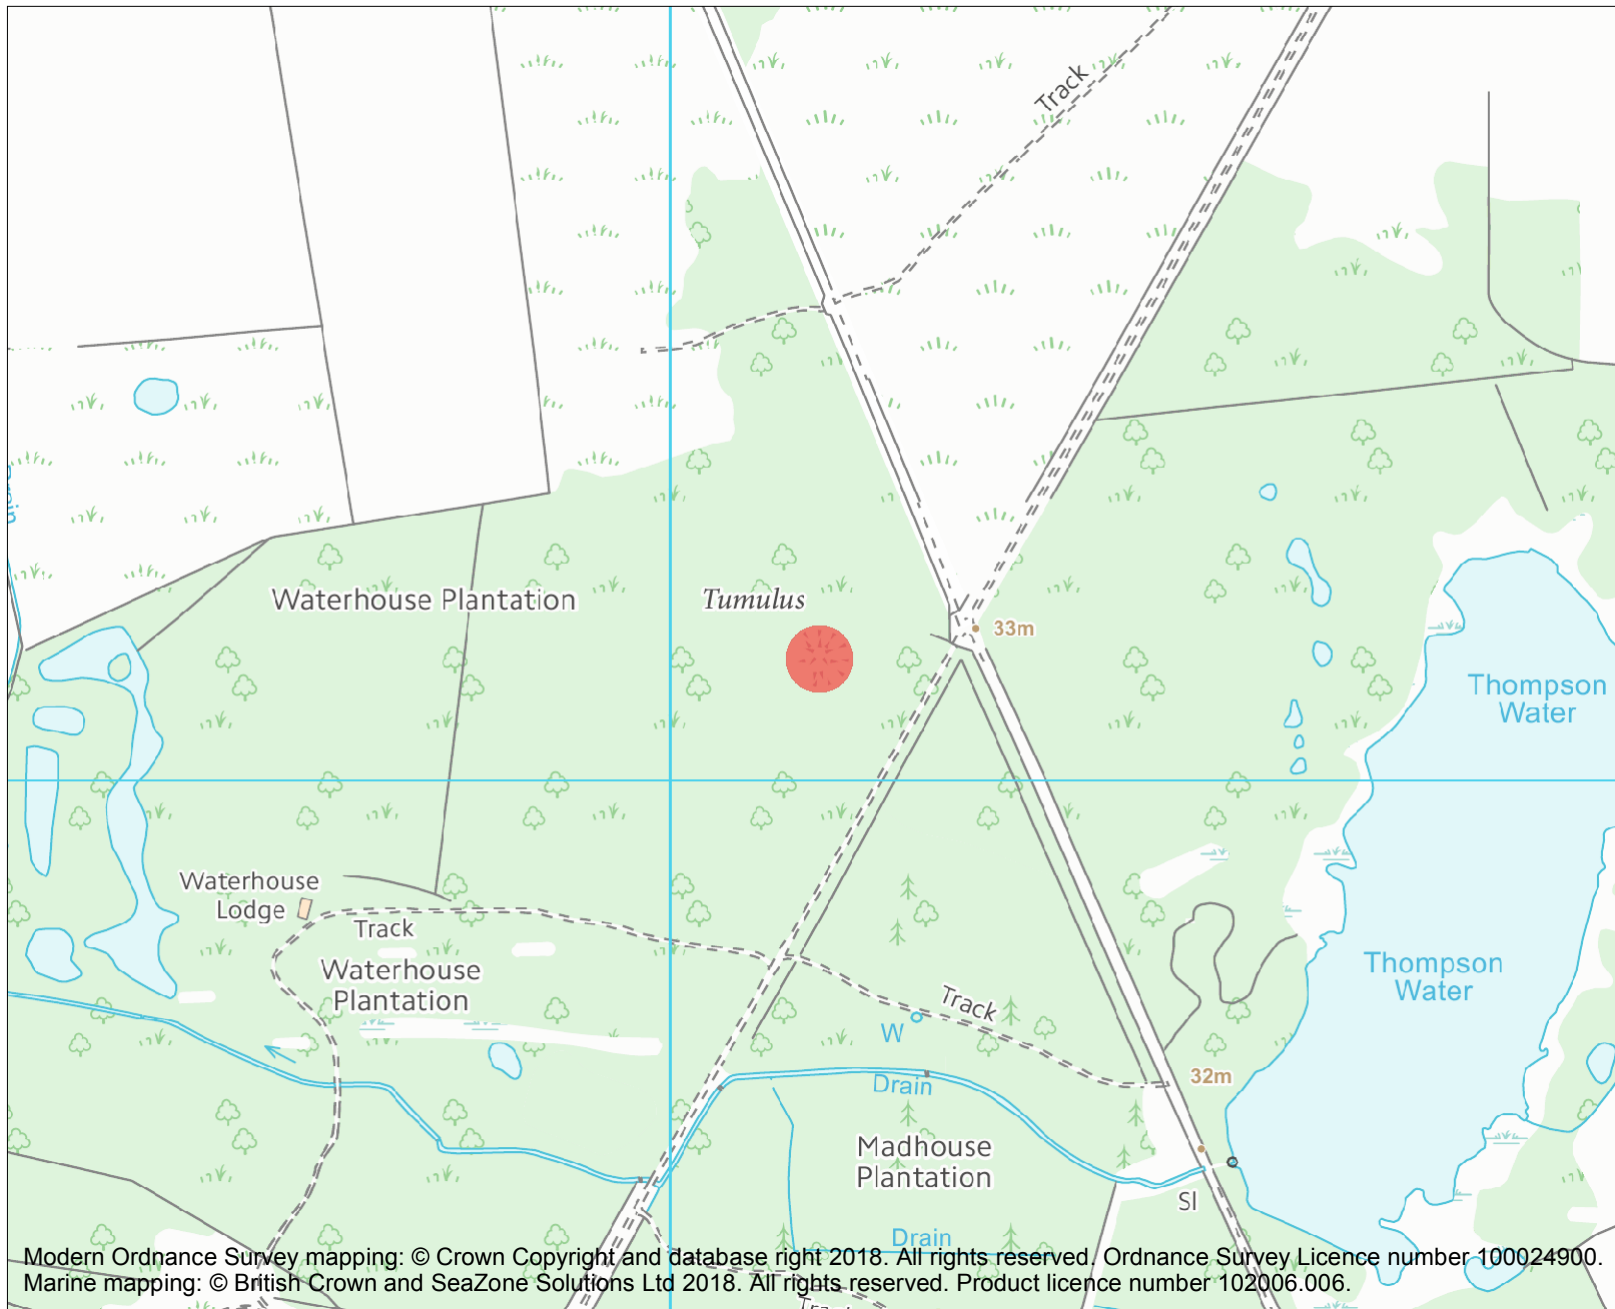 Track
Drain
Waterhouse Plantation
Tumulus
33m
Thompson
Water
Waterhouse
Lodge
Track
Waterhouse
Plantation
Thompson
Water
Track
W
Drain
32m
Madhouse
Plantation
Sl
Drain
Modern Ordnance Survey mapping: © Crown Copyright and database right 2018. All rights reserved. Ordnance Survey Licence number 100024900.
Marine mapping: © British Crown and SeaZone Solutions Ltd 2018. All rights reserved. Product licence number 102006.006.
Track